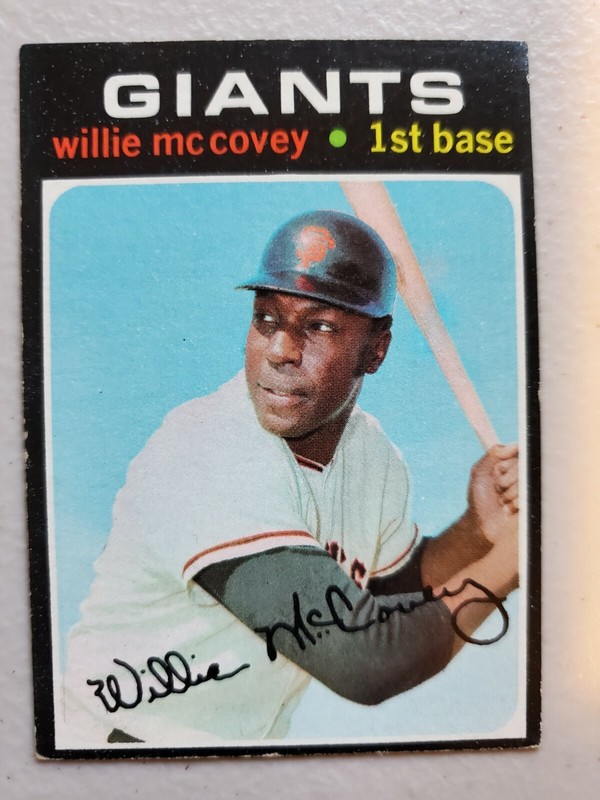 GIANTS
willie mc covey • 1st base
Willie McCovey